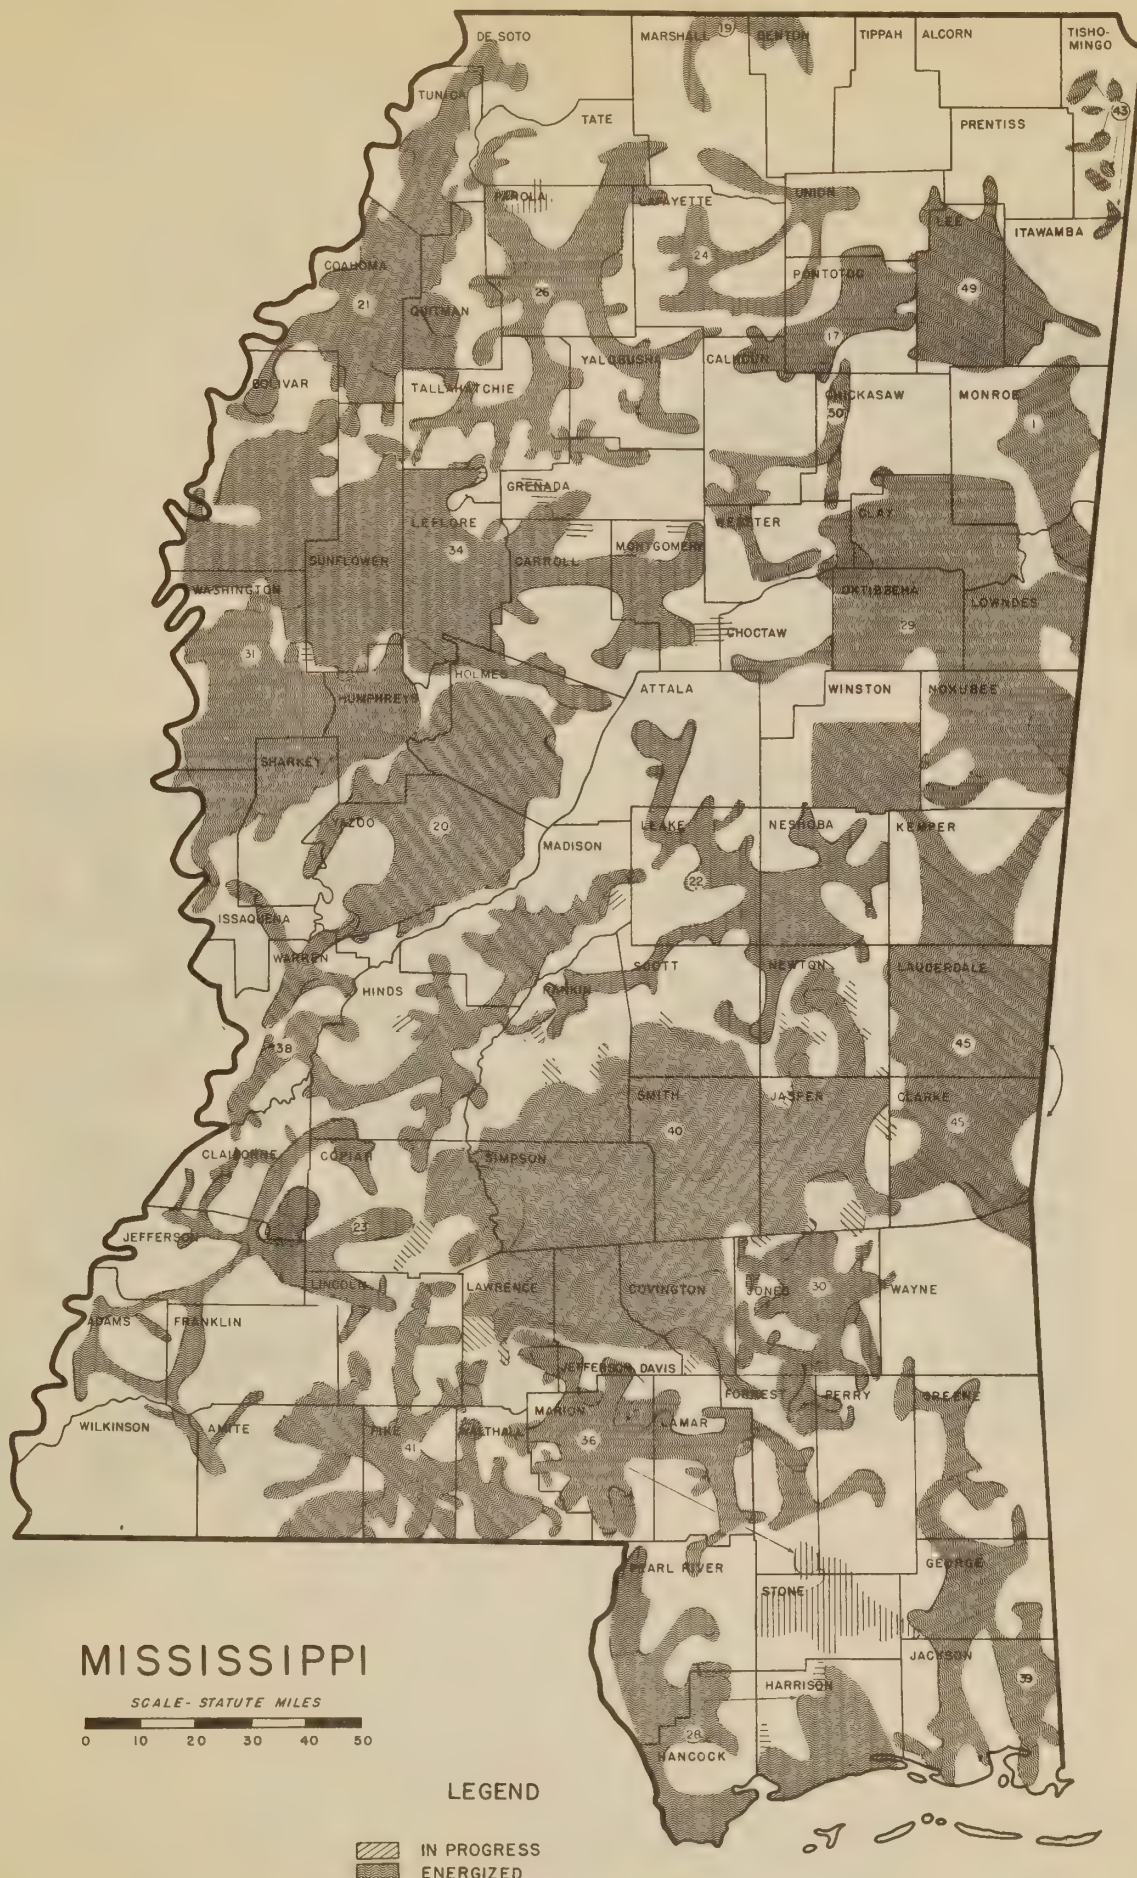 DE SOTO
MARSHALL
19
BENTON
TIPPAH
ALCORN
TISHO-
MINGO
TUNICA
TATE
PRENTISS
43
PANOLA
LAFAYETTE
UNION
LEE
ITAWAMBA
COAHOMA
21
QUITMAN
26
24
PONTOTOC
49
17
BOLIVAR
TALLAHATCHIE
YALOBUSHA
CALHOUN
CHICKASAW
50
MONROE
1
GRENADA
LEFLORE
34
WEBSTER
CLAY
SUNFLOWER
CARROLL
MONTGOMERY
WASHINGTON
OKTIBBEHA
LOWNDES
29
31
CHOCTAW
HOLMES
HUMPHREYS
ATTALA
WINSTON
NOXUBEE
SHARKEY
YAZOO
20
MADISON
LEAKE
NESHOBA
KEMPER
22
ISSAQUENA
WARREN
HINDS
RANKIN
SCOTT
NEWTON
LAUDERDALE
38
45
SMITH
JASPER
CLARKE
40
45
CLAIBORNE
COPIAH
SIMPSON
JEFFERSON
23
LINCOLN
LAWRENCE
COVINGTON
JONES
30
WAYNE
ADAMS
FRANKLIN
JEFFERSON DAVIS
WILKINSON
AMITE
PIKE
41
WALTHALL
MARION
36
LAMAR
FORREST
PERRY
GREENE
PEARL RIVER
STONE
GEORGE
JACKSON
39
HARRISON
28
HANCOCK
MISSISSIPPI
SCALE - STATUTE MILES
0 10 20 30 40 50
LEGEND
IN PROGRESS
ENERGIZED